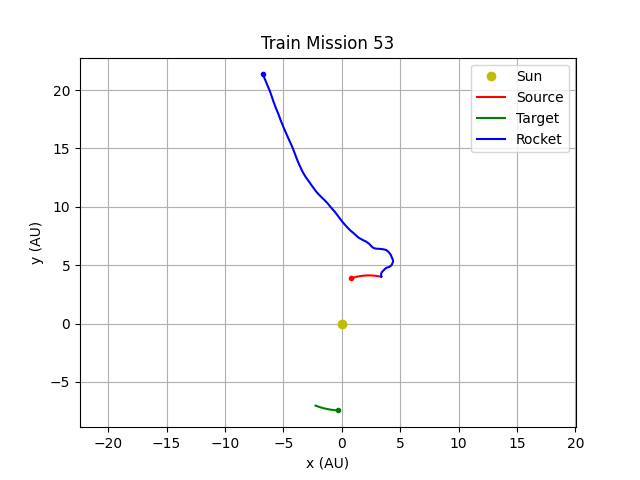 Train Mission 53
Sun
Source
Target
Rocket
20
15
10
5
0
−5
y (AU)
−20 −15 −10 −5 0 5 10 15 20
x (AU)